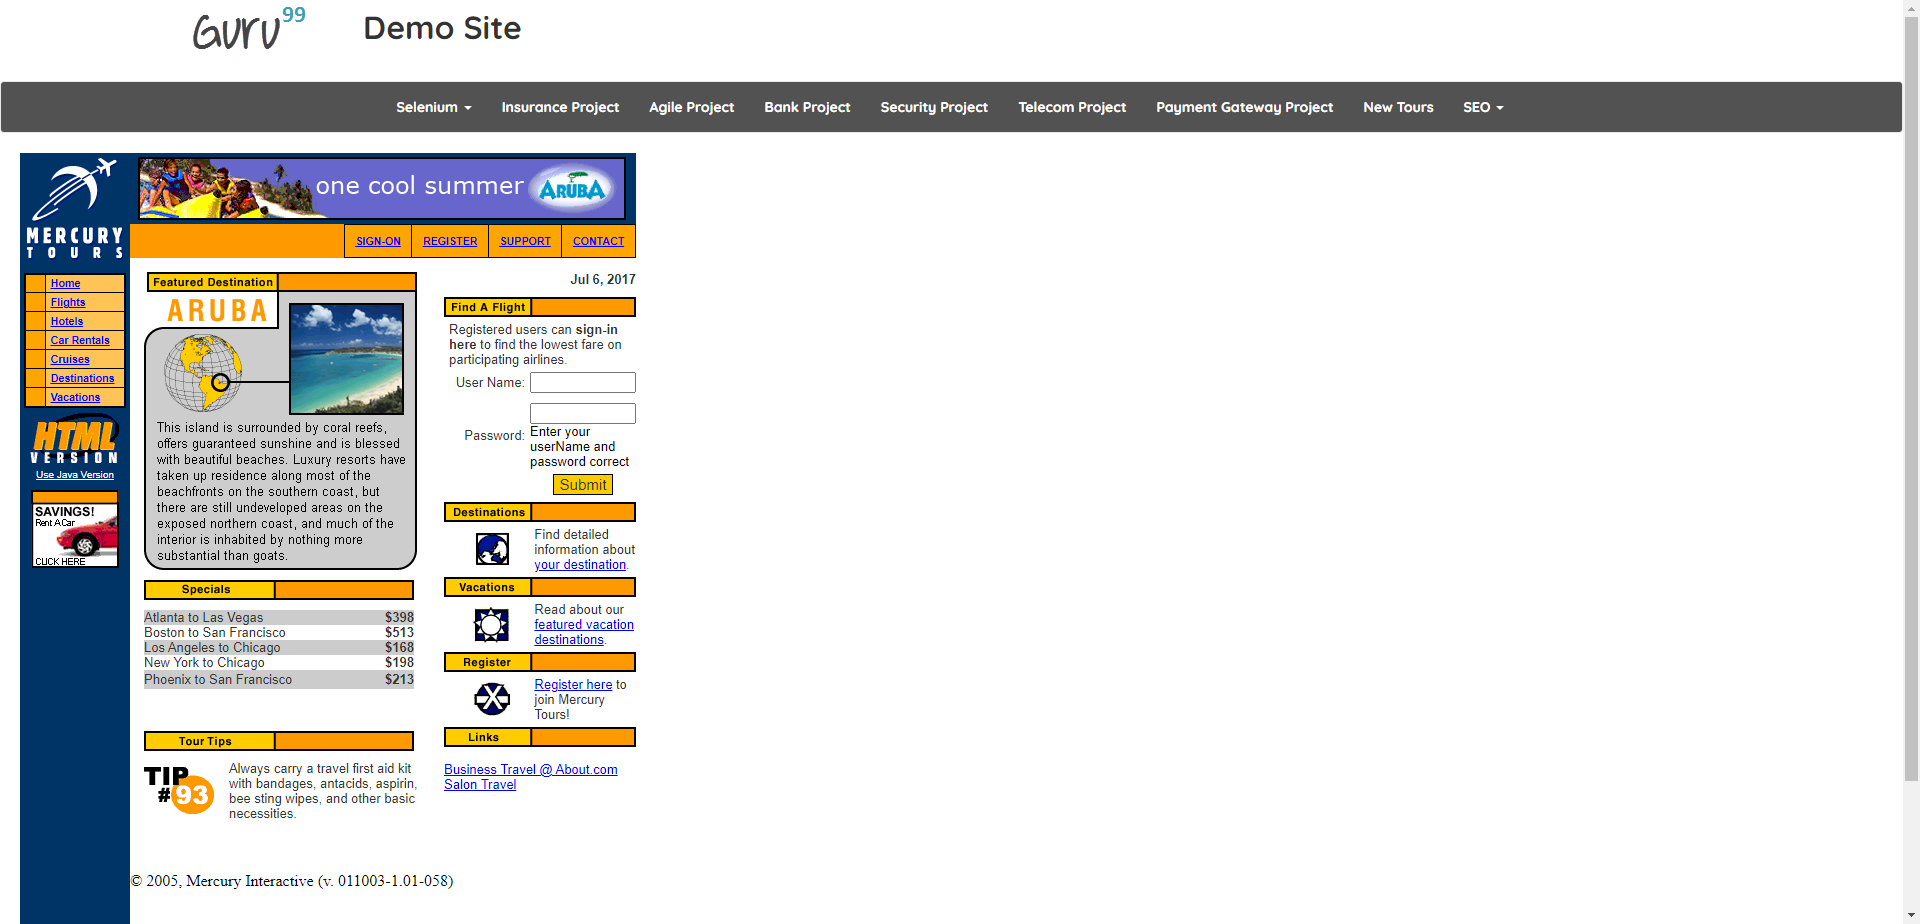 Guru99
Demo Site
Selenium
Insurance Project
Agile Project
Bank Project
Security Project
Telecom Project
Payment Gateway Project
New Tours
SEO
MERCURY
TOURS
one cool summer
ARUBA
SIGN-ON
REGISTER
SUPPORT
CONTACT
Home
Flights
Hotels
Car Rentals
Cruises
Destinations
Vacations
HTML
VERSION
Use Java Version
SAVINGS!
Rent A Car
CLICK HERE
Featured Destination
ARUBA
This island is surrounded by coral reefs,
offers guaranteed sunshine and is blessed
with beautiful beaches. Luxury resorts have
taken up residence along most of the
beachfronts on the southern coast, but
there are still undeveloped areas on the
exposed northern coast, and much of the
interior is inhabited by nothing more
substantial than goats.
Specials
Atlanta to Las Vegas $398
Boston to San Francisco $513
Los Angeles to Chicago $168
New York to Chicago $198
Phoenix to San Francisco $213
Tour Tips
TIP
#93
Always carry a travel first aid kit
with bandages, antacids, aspirin,
bee sting wipes, and other basic
necessities.
Jul 6, 2017
Find A Flight
Registered users can sign-in
here to find the lowest fare on
participating airlines.
User Name:
Password:
Enter your
userName and
password correct
Submit
Destinations
Find detailed
information about
your destination.
Vacations
Read about our
featured vacation
destinations.
Register
Register here to
join Mercury
Tours!
Links
Business Travel @ About.com
Salon Travel
© 2005, Mercury Interactive (v. 011003-1.01-058)